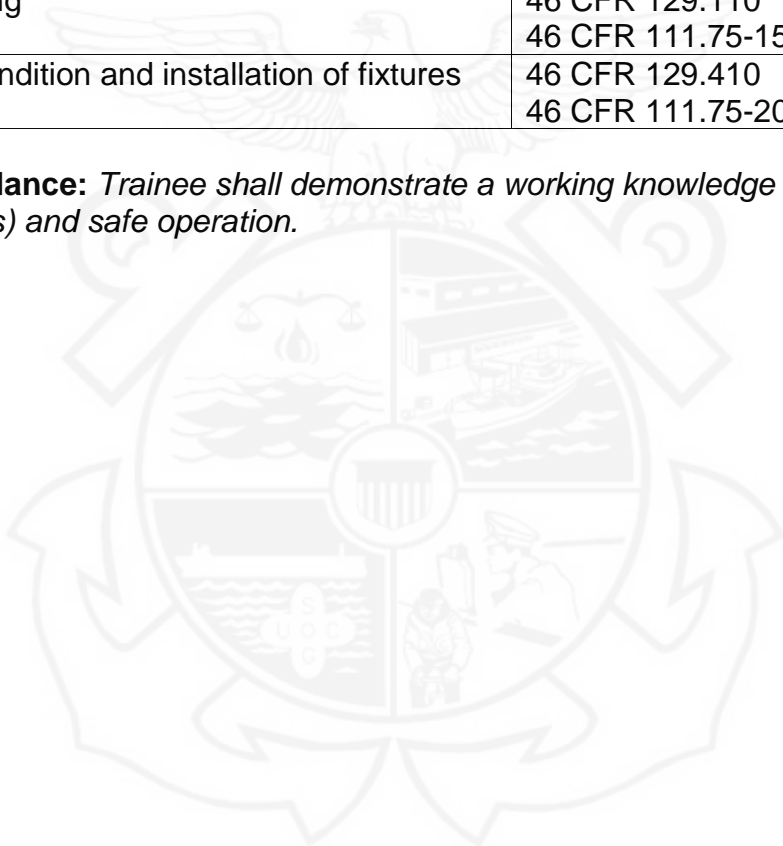 46 CFR 129.110
46 CFR 111.75-15
ndition and installation of fixtures 46 CFR 129.410
46 CFR 111.75-20
lance: Trainee shall demonstrate a working knowledge
s) and safe operation.
S
U O C
G